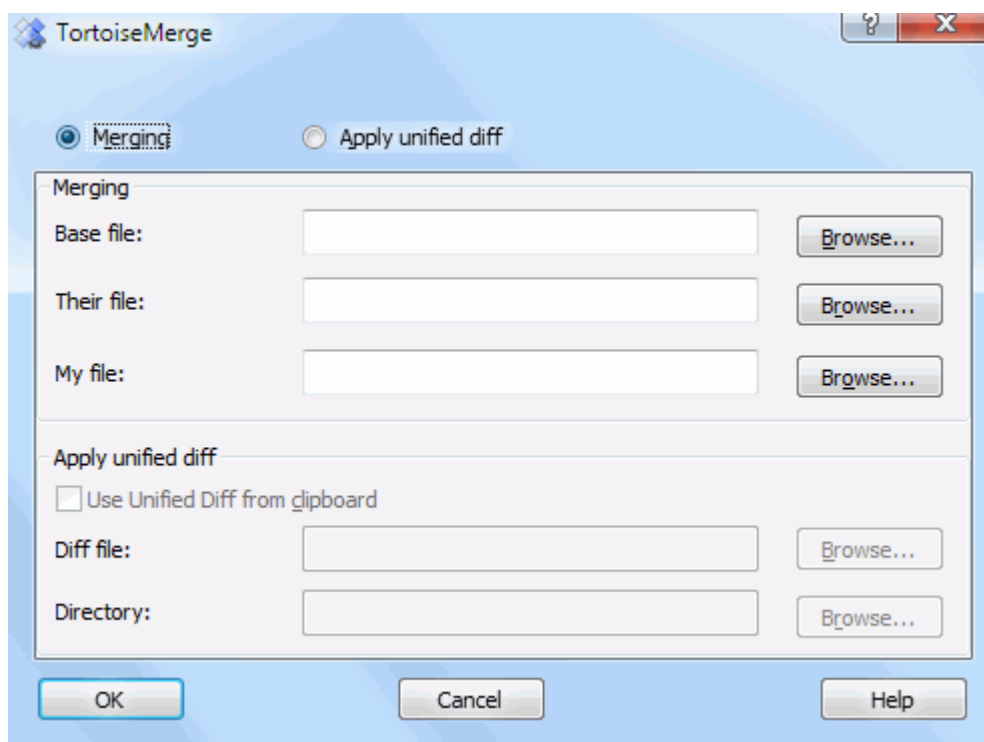 TortoiseMerge
Merging Apply unified diff
Merging
Base file: Browse...
Their file: Browse...
My file: Browse...
Apply unified diff
Use Unified Diff from clipboard
Diff file: Browse...
Directory: Browse...
OK Cancel Help